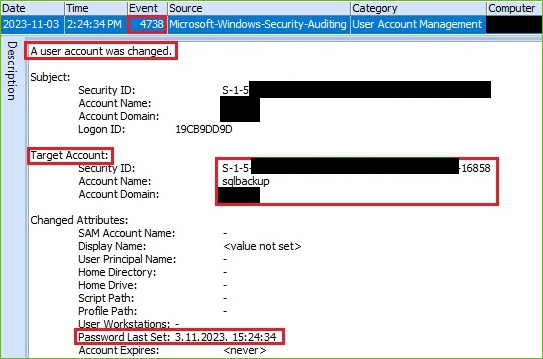 Date Time Event Source Category Computer
2023-11-03 2:24:34 PM 4738 Microsoft-Windows-Security-Auditing User Account Management
Description
A user account was changed.
Subject:
Security ID: S-1-5
Account Name:
Account Domain:
Logon ID: 19CB9DD9D
Target Account:
Security ID: S-1-5- -16858
Account Name: sqlbackup
Account Domain:
Changed Attributes:
SAM Account Name: -
Display Name: <value not set>
User Principal Name: -
Home Directory: -
Home Drive: -
Script Path: -
Profile Path: -
User Workstations: -
Password Last Set: 3.11.2023. 15:24:34
Account Expires: <never>